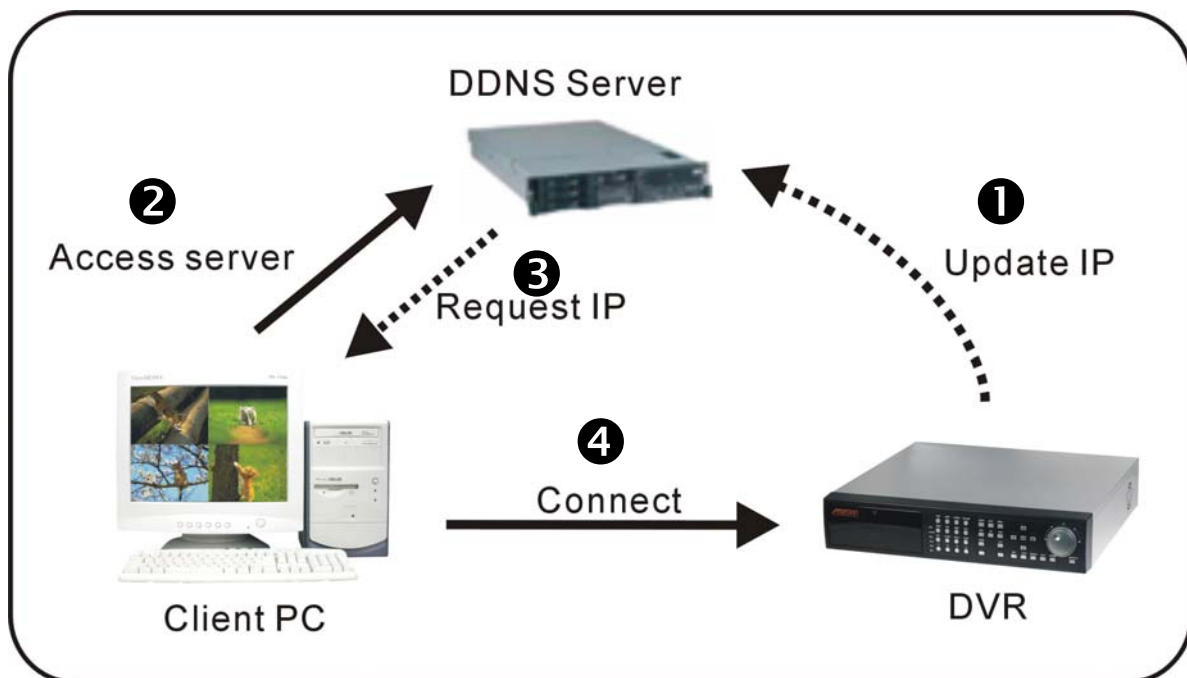 DDNS Server
❷
Access server
❶
Update IP
❸
Request IP
❹
Connect
Client PC
DVR